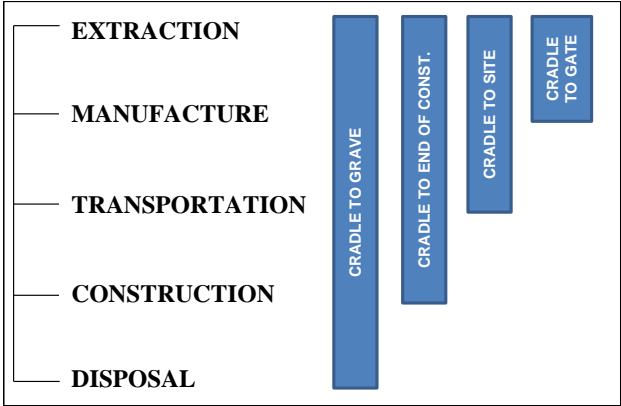 EXTRACTION
MANUFACTURE
TRANSPORTATION
CONSTRUCTION
DISPOSAL
CRADLE TO GRAVE
CRADLE TO END OF CONST.
CRADLE TO SITE
CRADLE
TO GATE